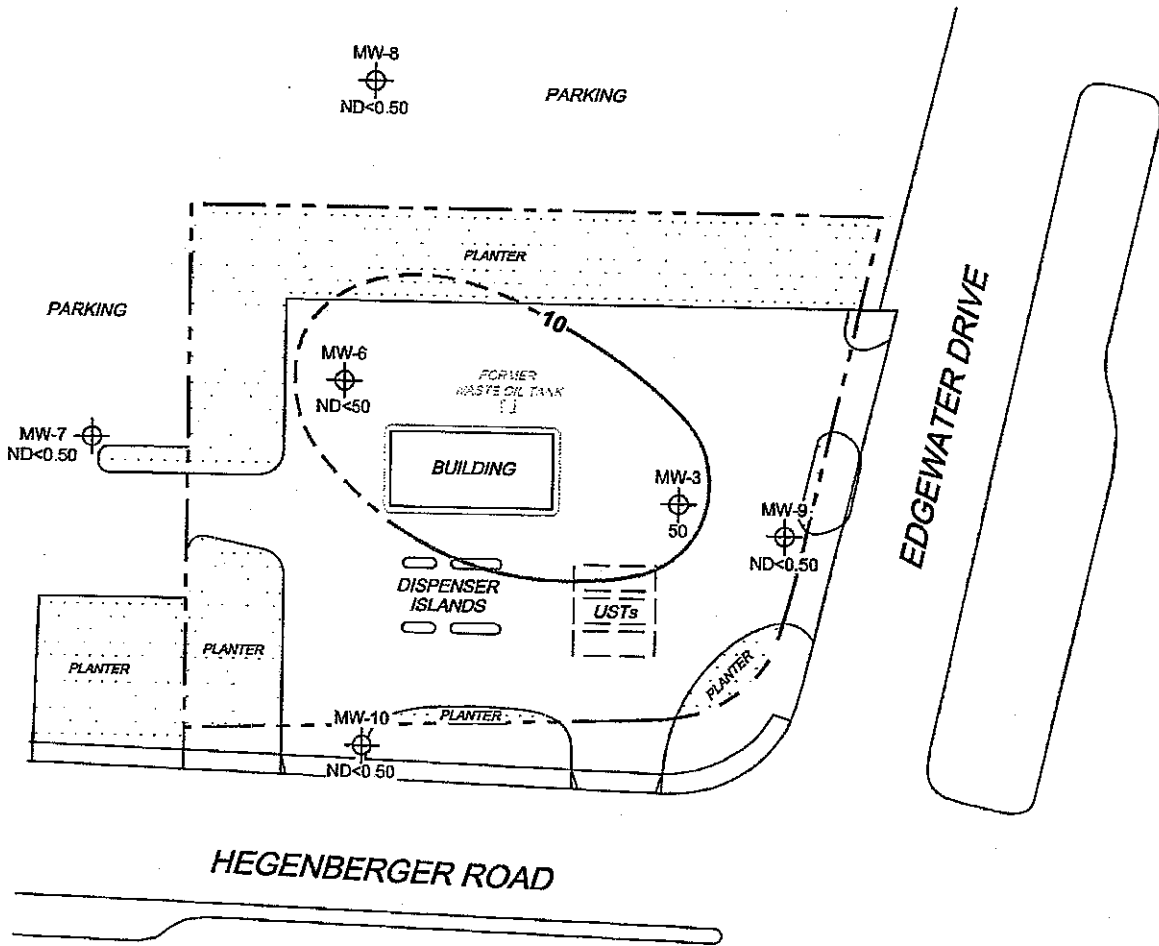 MW-8
ND<0.50
PARKING
PLANTER
PARKING
10
MW-6
ND<50
FORMER
WASTE OIL TANK
MW-7
ND<0.50
BUILDING
MW-3
50
MW-9
ND<0.50
EDGEWATER DRIVE
DISPENSER
ISLANDS
USTs
PLANTER
PLANTER
PLANTER
MW-10
PLANTER
ND<0.50
HEGENBERGER ROAD